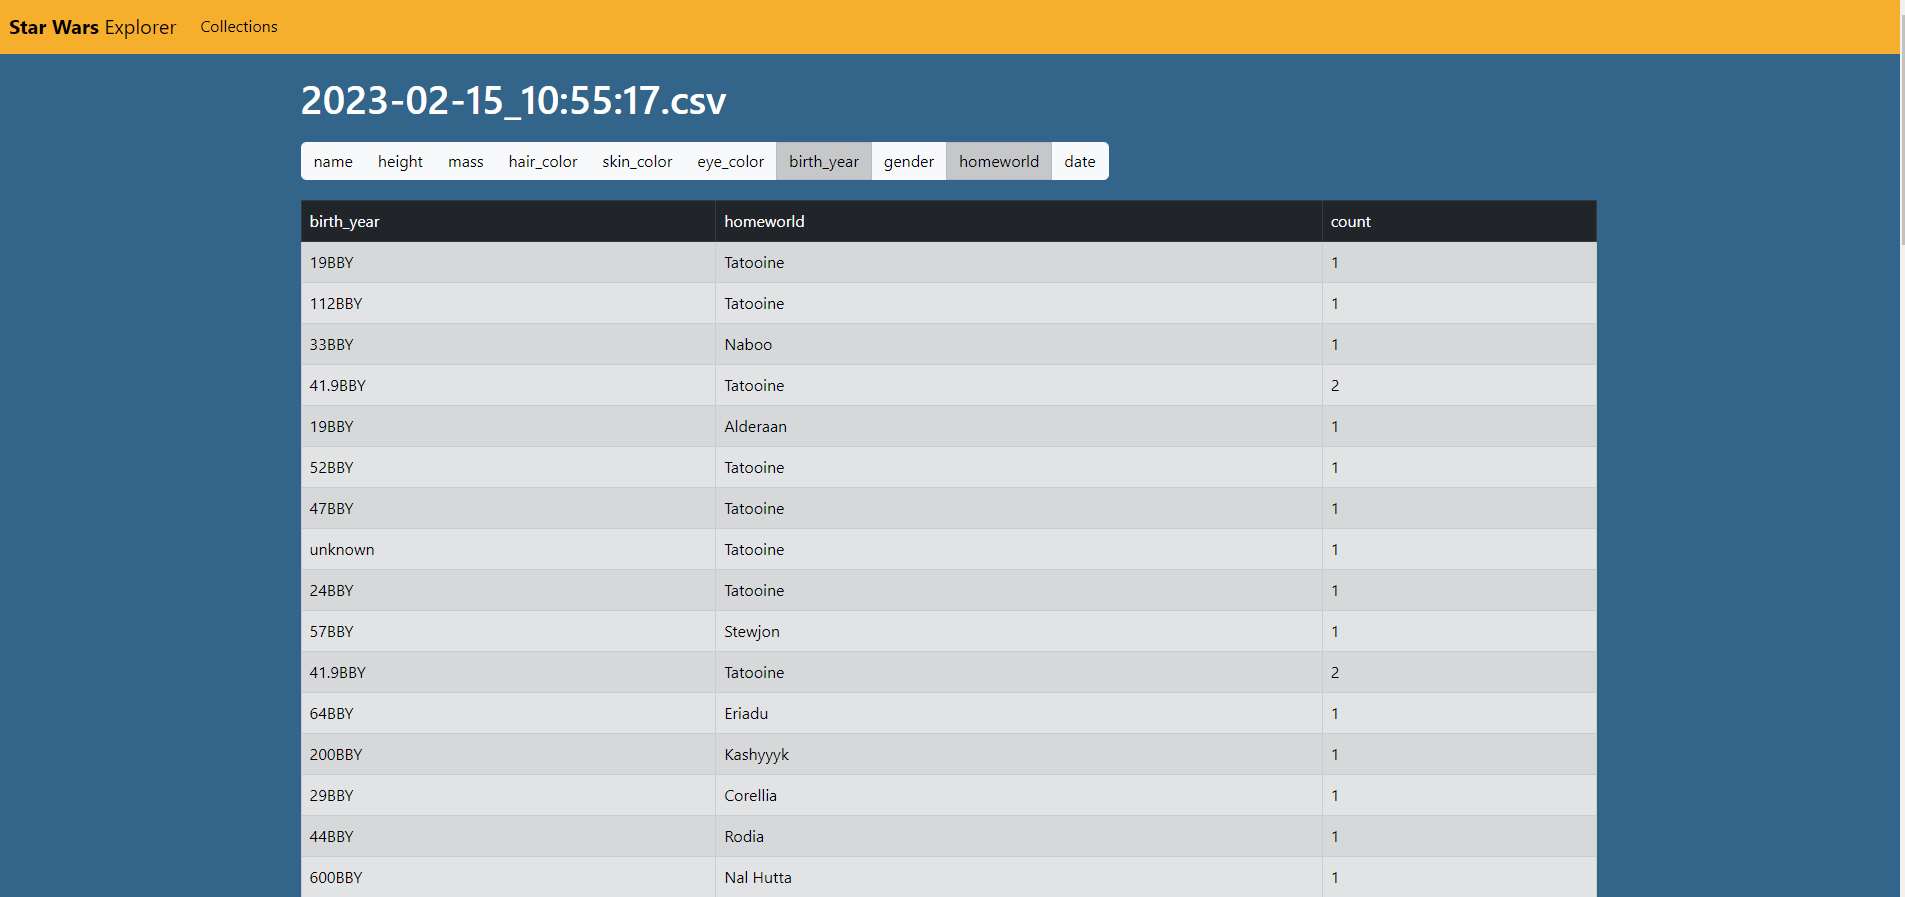 Star Wars Explorer Collections
2023-02-15_10:55:17.csv
name height mass hair_color skin_color eye_color birth_year gender homeworld date
birth_year homeworld count
19BBY Tatooine 1
112BBY Tatooine 1
33BBY Naboo 1
41.9BBY Tatooine 2
19BBY Alderaan 1
52BBY Tatooine 1
47BBY Tatooine 1
unknown Tatooine 1
24BBY Tatooine 1
57BBY Stewjon 1
41.9BBY Tatooine 2
64BBY Eriadu 1
200BBY Kashyyyk 1
29BBY Corellia 1
44BBY Rodia 1
600BBY Nal Hutta 1